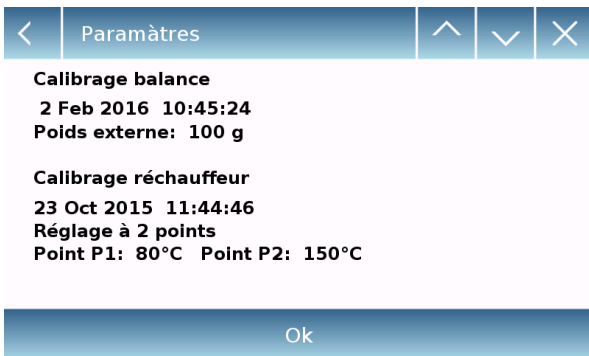 Paramàtres
Calibrage balance
2 Feb 2016 10:45:24
Poids externe: 100 g
Calibrage réchauffeur
23 Oct 2015 11:44:46
Réglage à 2 points
Point P1: 80°C Point P2: 150°C
Ok